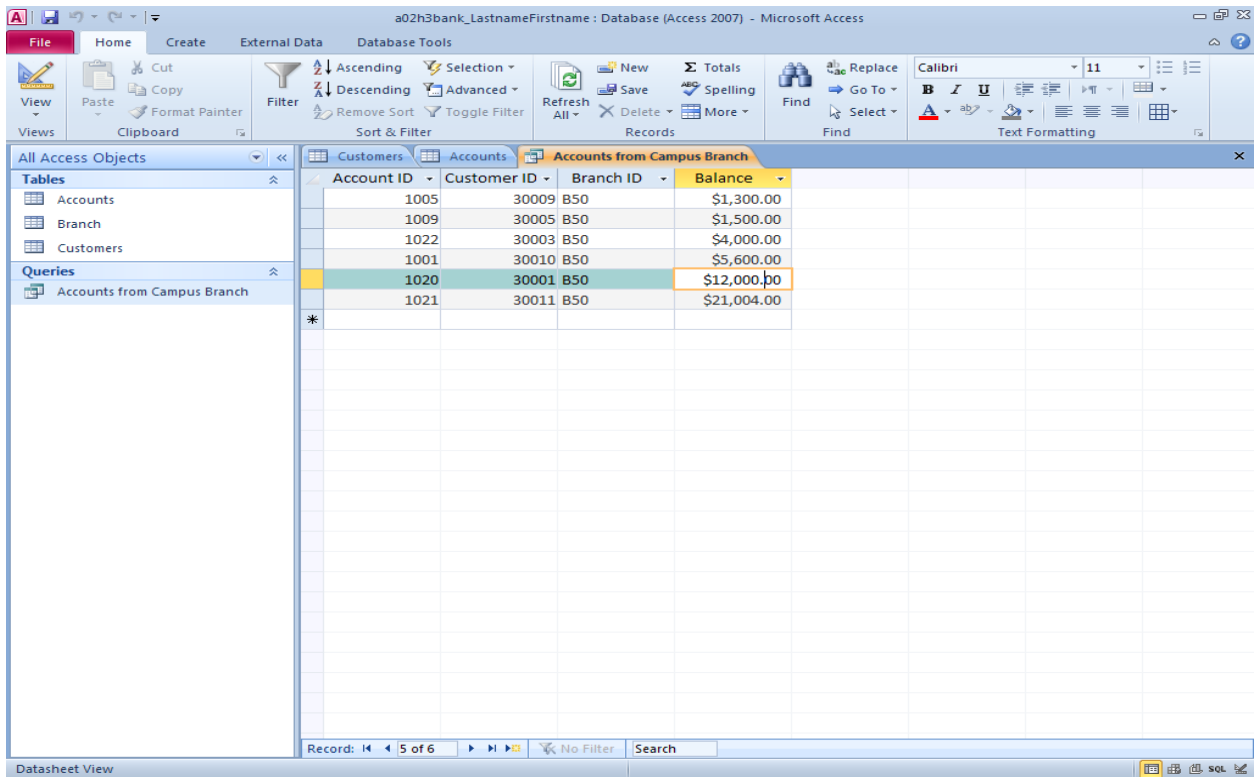 a02h3bank_LastnameFirstname : Database (Access 2007) - Microsoft Access
File Home Create External Data Database Tools
View
Views
Paste
Cut
Copy
Format Painter
Clipboard
Filter
Ascending
Descending
Remove Sort
Selection
Advanced
Toggle Filter
Sort & Filter
Refresh
All
New
Save
Delete
Totals
Spelling
More
Records
Find
Replace
Go To
Select
Find
Calibri 11
B I U
A
Text Formatting
All Access Objects
Tables
Accounts
Branch
Customers
Queries
Accounts from Campus Branch
Customers Accounts Accounts from Campus Branch
Account ID Customer ID Branch ID Balance
1005 30009 B50 $1,300.00
1009 30005 B50 $1,500.00
1022 30003 B50 $4,000.00
1001 30010 B50 $5,600.00
1020 30001 B50 $12,000.00
1021 30011 B50 $21,004.00
Record: 5 of 6 No Filter Search
Datasheet View SQL